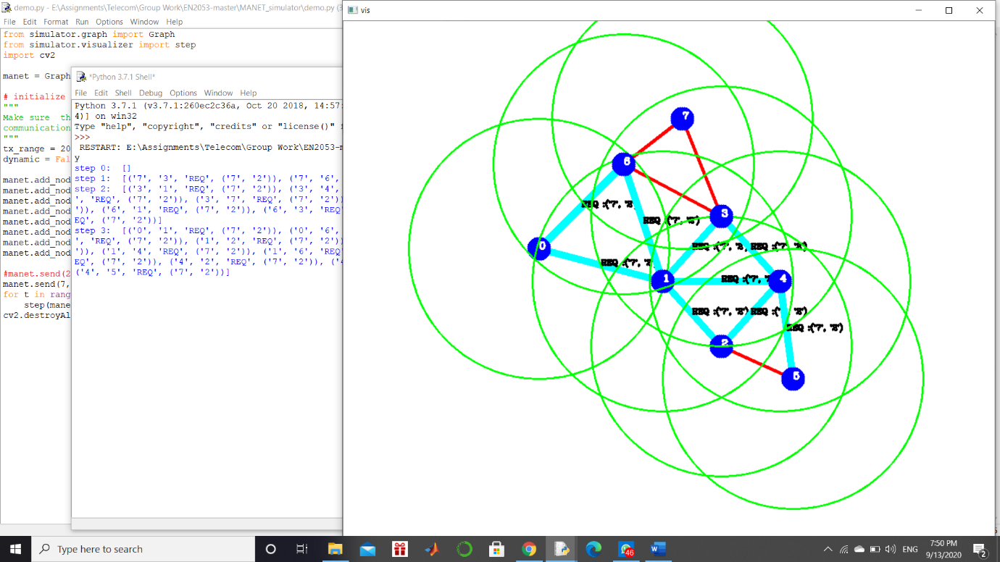 demo.py - E:\Assignments\Telecom\Group Work\EN2053-master\MANET_simulator\demo.py (3
File Edit Format Run Options Window Help
from simulator.graph import Graph
from simulator.visualizer import step
import cv2
manet = Graph
# initialize
"""
Make sure th
communication
"""
tx_range = 20
dynamic = Fal
manet.add_nod
manet.add_nod
manet.add_nod
manet.add_nod
manet.add_nod
manet.add_nod
manet.add_nod
manet.add_nod
#manet.send(2
manet.send(7,
for t in rang
step(mane
cv2.destroyAl
*Python 3.7.1 Shell*
File Edit Shell Debug Options Window Help
Python 3.7.1 (v3.7.1:260ec2c36a, Oct 20 2018, 14:57:
4)] on win32
Type "help", "copyright", "credits" or "license()"
>>>
RESTART: E:\Assignments\Telecom\Group Work\EN2053-m
y
step 0: []
step 1: [('7', '3', 'REQ', ('7', '2')), ('7', '6',
step 2: [('3', '1', 'REQ', ('7', '2')), ('3', '4',
', 'REQ', ('7', '2')), ('3', '7', 'REQ', ('7', '2')
')), ('6', '1', 'REQ', ('7', '2')), ('6', '3', 'REQ'
EQ', ('7', '2'))]
step 3: [('0', '1', 'REQ', ('7', '2')), ('0', '6',
', 'REQ', ('7', '2')), ('1', '2', 'REQ', ('7', '2')
')), ('1', '4', 'REQ', ('7', '2')), ('1', '6', 'REQ'
EQ', ('7', '2')), ('4', '2', 'REQ', ('7', '2')), ('
('4', '5', 'REQ', ('7', '2'))]
vis
7
6
REQ :('7', '2')
REQ :('7', '2')
3
0
REQ :('7', '2
REQ :('7', '2')
REQ :('7', '2
1
REQ :('7', '
4
REQ :('7', '2')
REQ :('7', '2')
REQ :('7', '2')
2
5
Type here to search
46
ENG
7:50 PM
9/13/2020
2